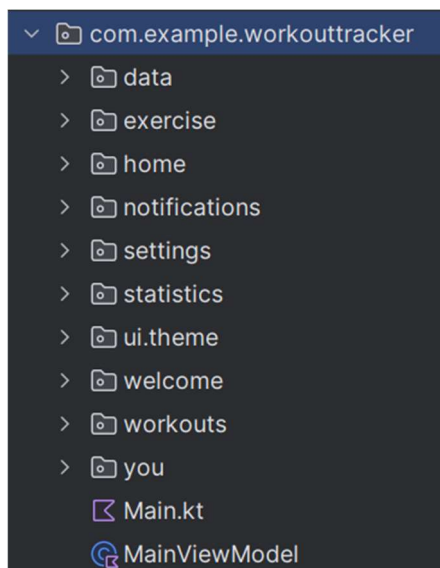 com.example.workouttracker
data
exercise
home
notifications
settings
statistics
ui.theme
welcome
workouts
you
Main.kt
MainViewModel